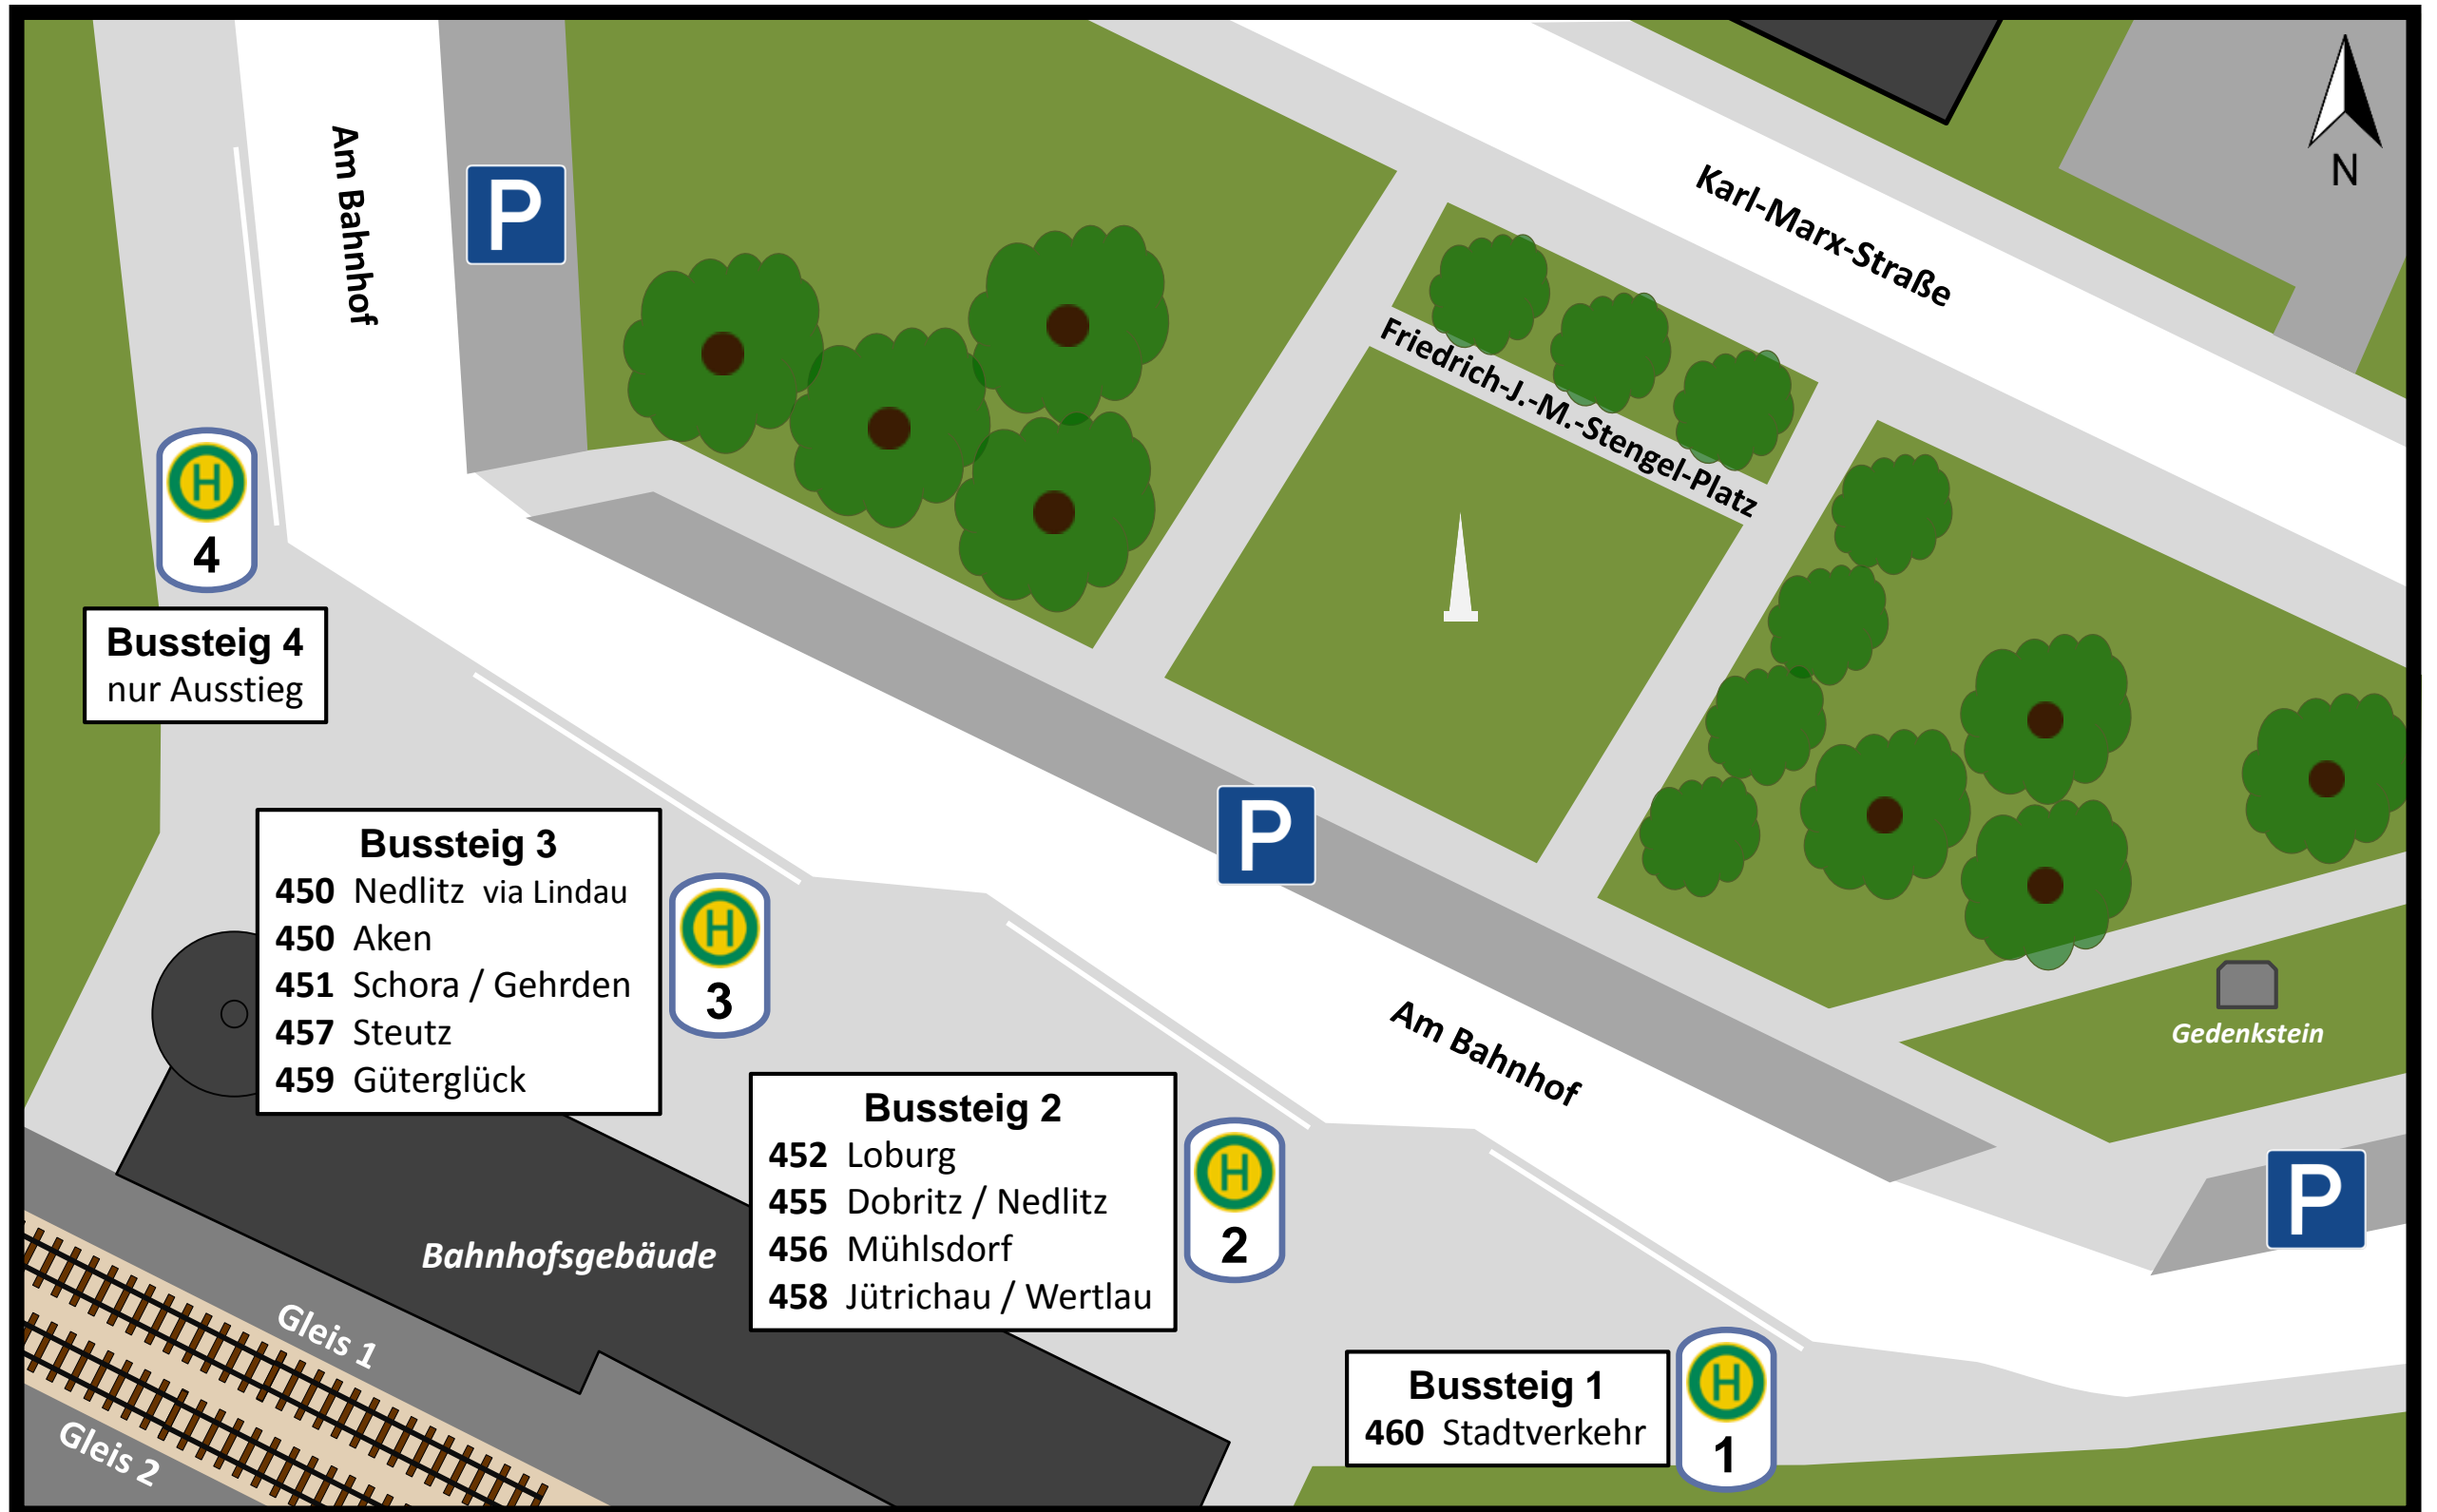 Am Bahnhof
P
N
Karl-Marx-Straße
Friedrich-J.-M.-Stengel-Platz
H
4
Bussteig 4
nur Ausstieg
P
Bussteig 3
450 Nedlitz via Lindau
450 Aken
451 Schora / Gehrden
457 Steutz
459 Güterglück
H
3
Am Bahnhof
Gedenkstein
Bussteig 2
452 Loburg
455 Dobritz / Nedlitz
456 Mühlsdorf
458 Jütrichau / Wertlau
H
2
P
Bahnhofsgebäude
Gleis 1
Gleis 2
Bussteig 1
460 Stadtverkehr
H
1